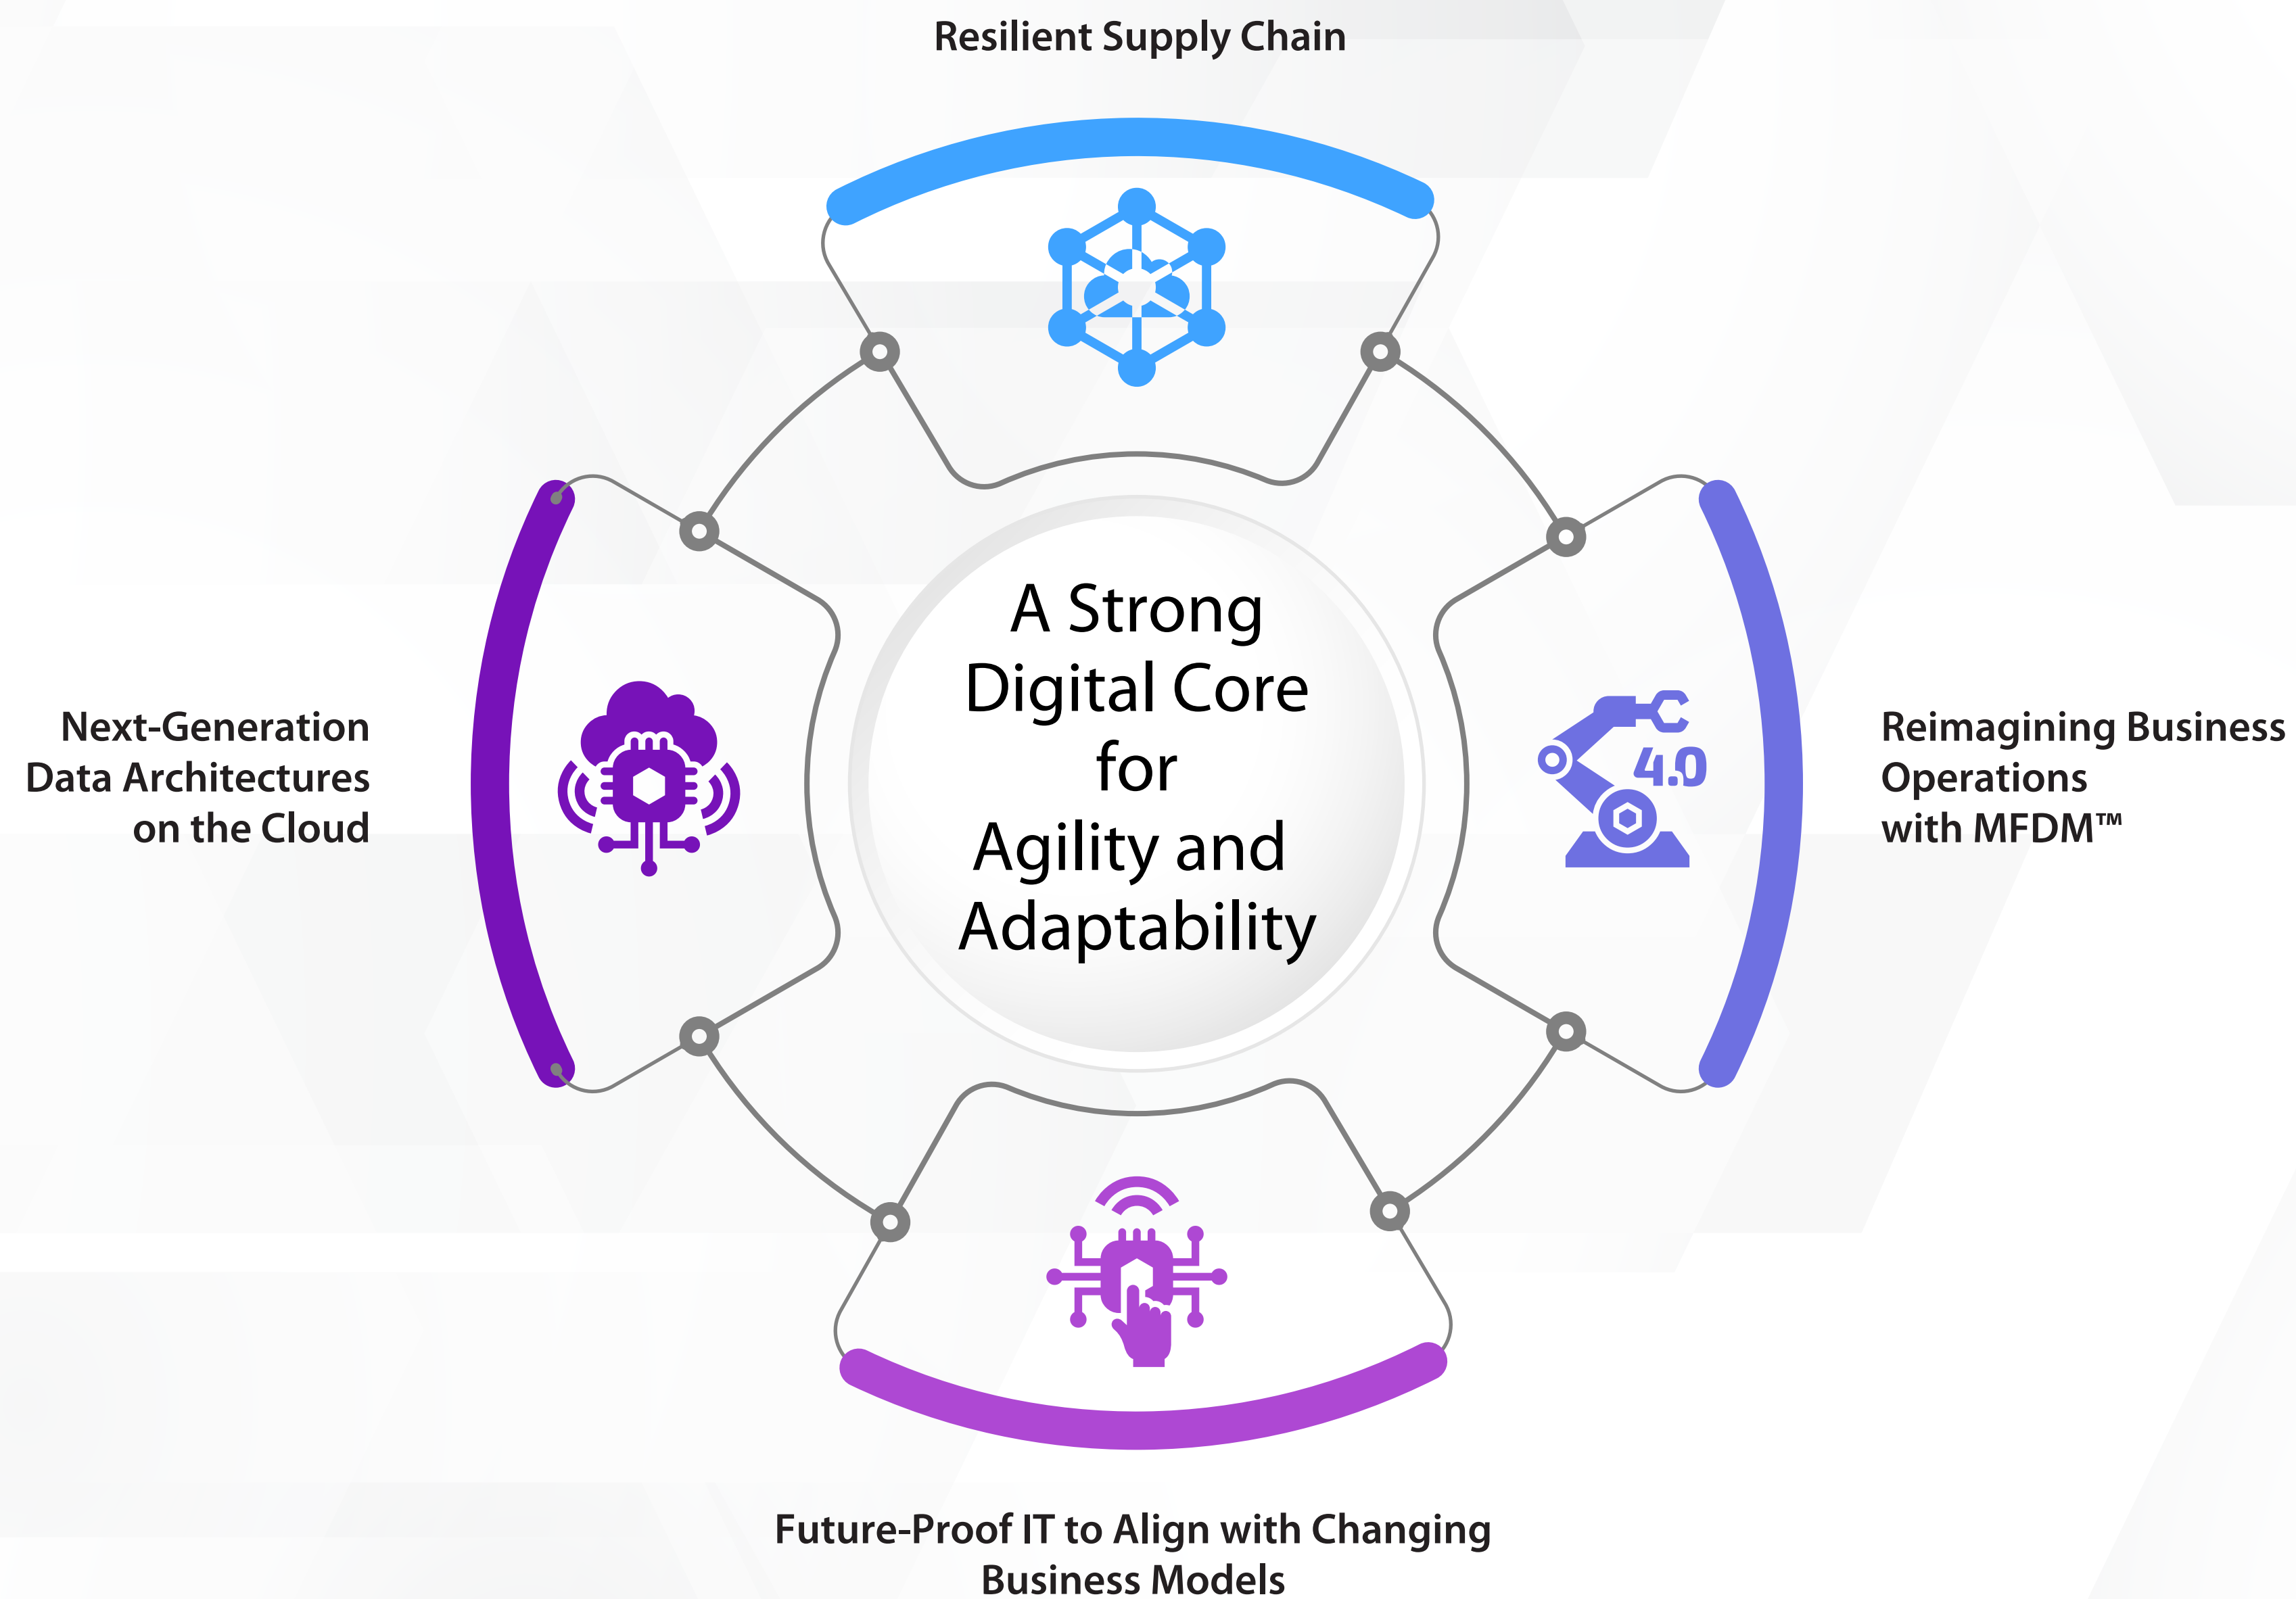 Resilient Supply Chain
A Strong
Digital Core
for
Agility and
Adaptability
Next-Generation
Data Architectures
on the Cloud
4.0
Reimagining Business
Operations
with MFDM™
Future-Proof IT to Align with Changing
Business Models